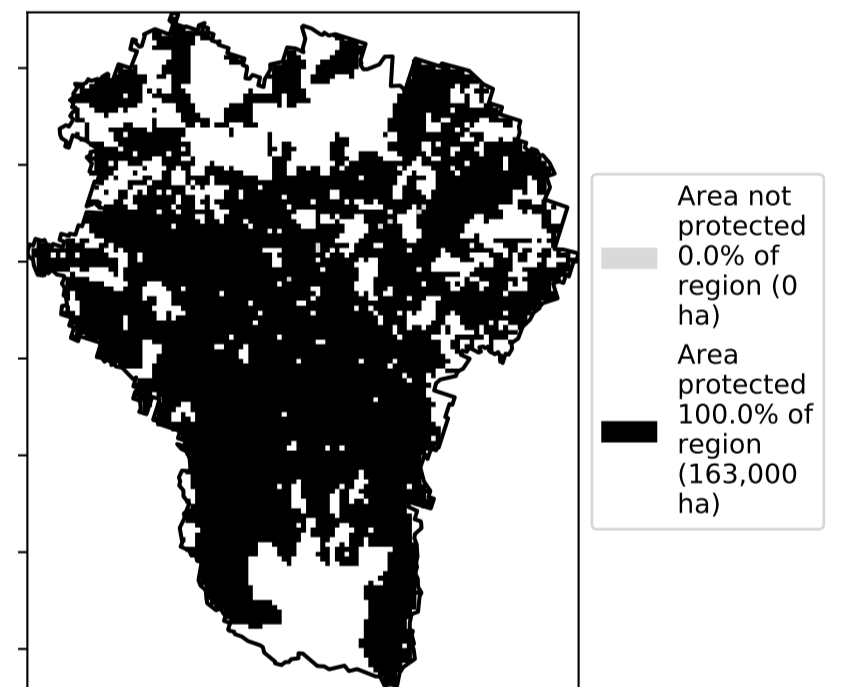 Area not
protected
0.0% of
region (0
ha)
Area
protected
100.0% of
region
(163,000
ha)